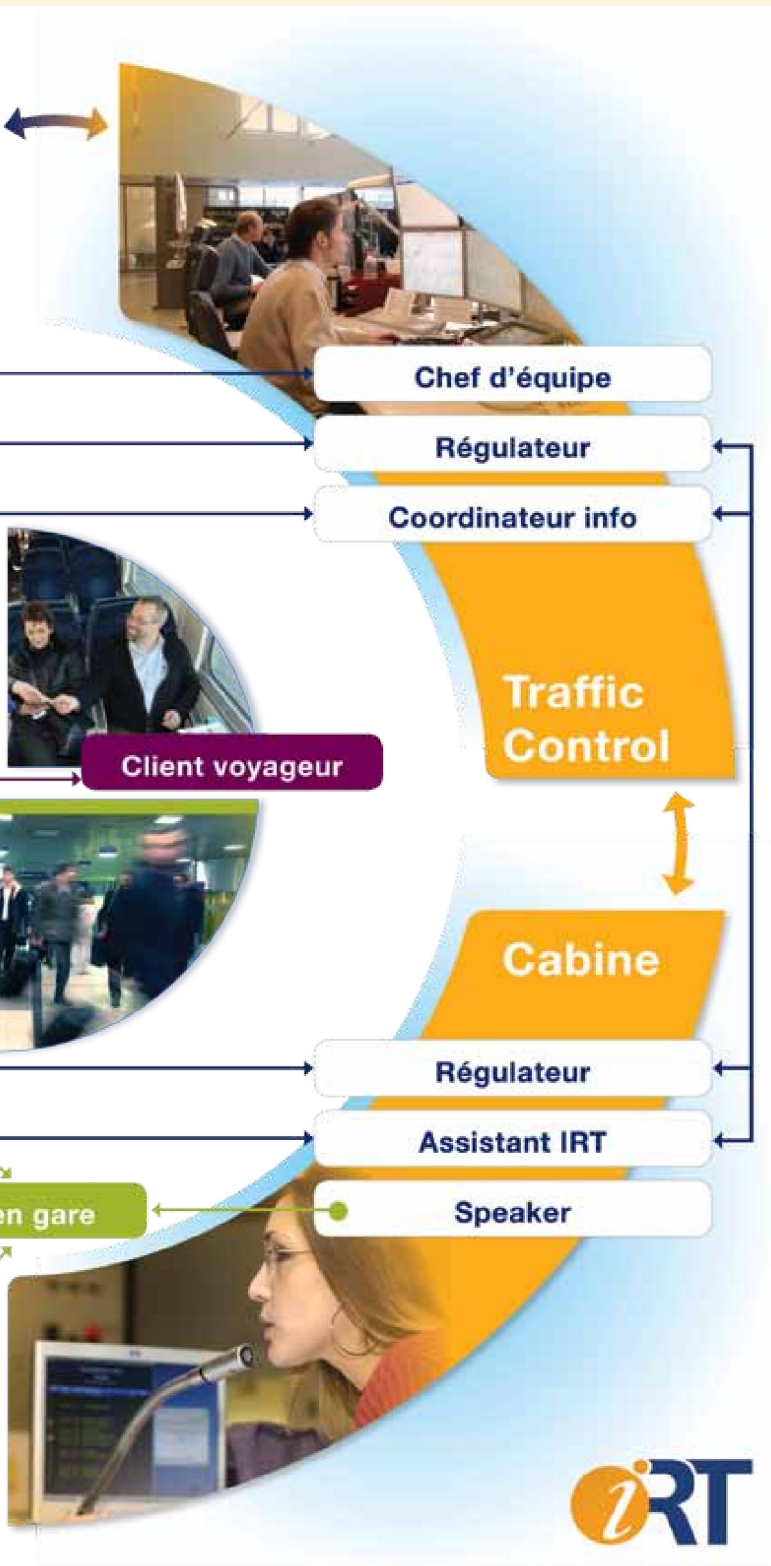 Chef d'équipe
Régulateur
Coordinateur info
Traffic
Control
Client voyageur
Cabine
Régulateur
Assistant IRT
en gare
Speaker
iRT